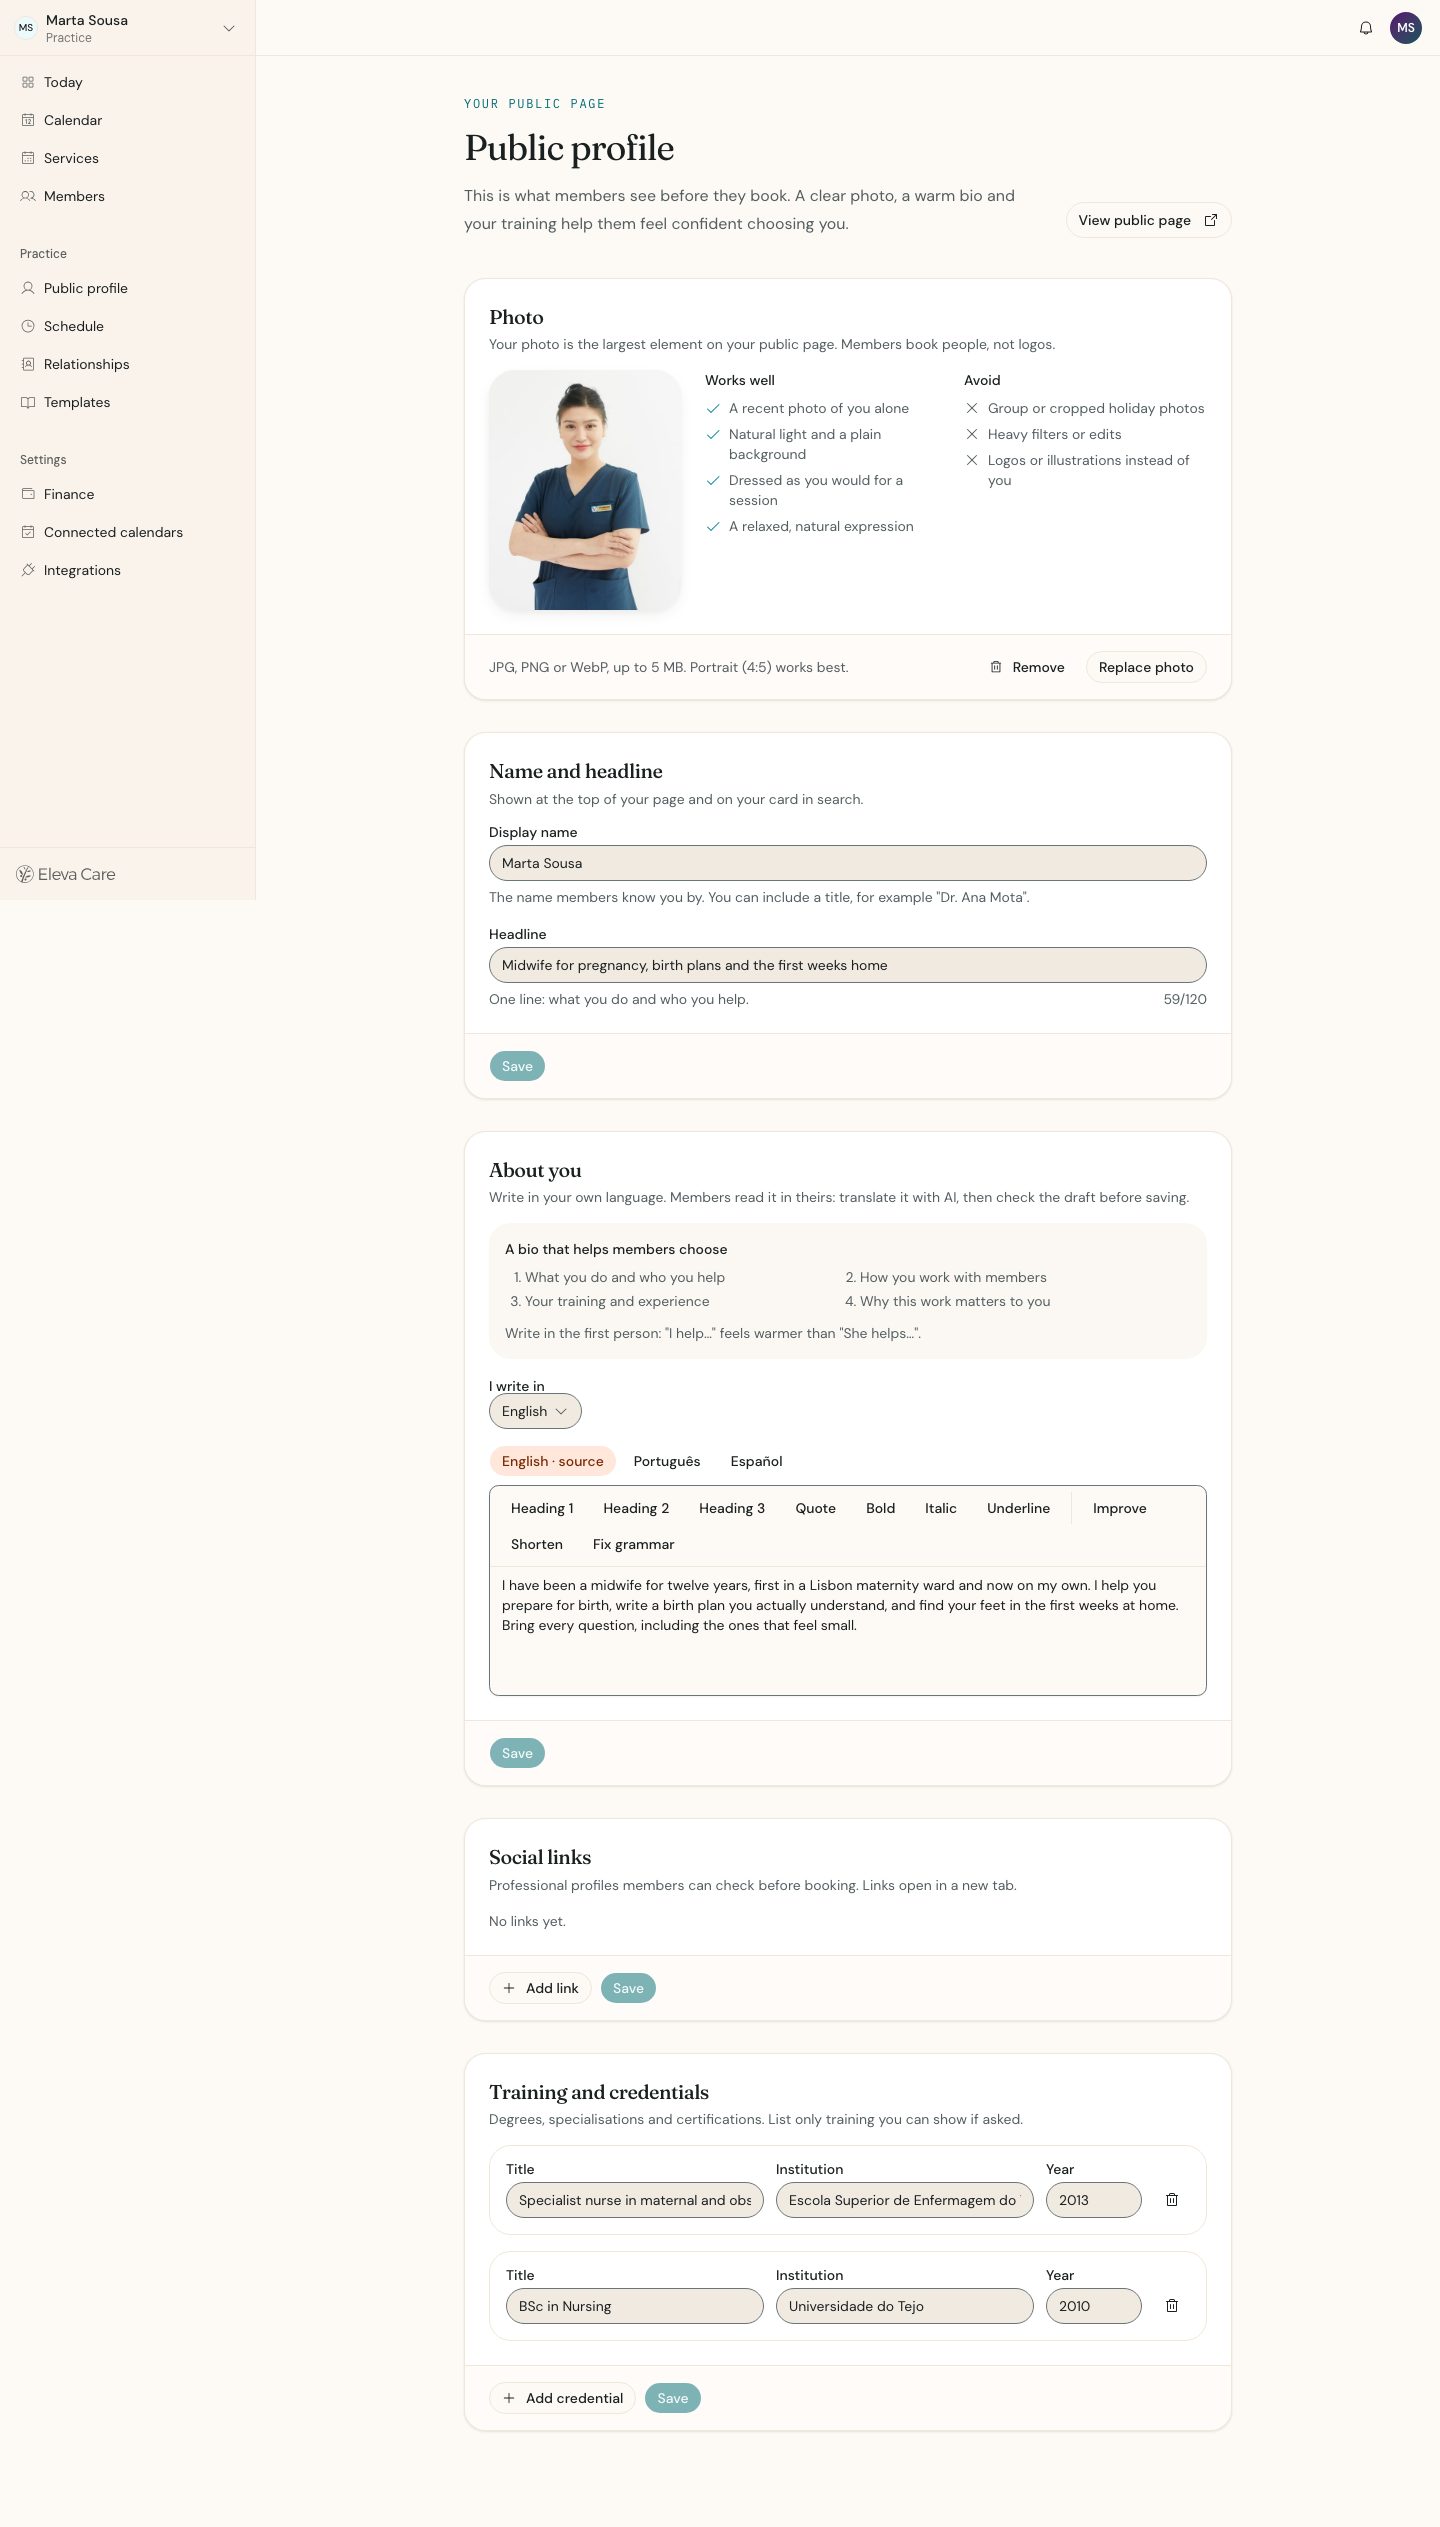 MS
Marta Sousa
Practice
MS
Today
Calendar
Services
Members
Practice
Public profile
Schedule
Relationships
Templates
Settings
Finance
Connected calendars
Integrations
Eleva Care
YOUR PUBLIC PAGE
Public profile
This is what members see before they book. A clear photo, a warm bio and
your training help them feel confident choosing you.
View public page
Photo
Your photo is the largest element on your public page. Members book people, not logos.
Works well
A recent photo of you alone
Natural light and a plain
background
Dressed as you would for a
session
A relaxed, natural expression
Avoid
Group or cropped holiday photos
Heavy filters or edits
Logos or illustrations instead of
you
JPG, PNG or WebP, up to 5 MB. Portrait (4:5) works best.
Remove
Replace photo
Name and headline
Shown at the top of your page and on your card in search.
Display name
Marta Sousa
The name members know you by. You can include a title, for example "Dr. Ana Mota".
Headline
Midwife for pregnancy, birth plans and the first weeks home
One line: what you do and who you help.
59/120
Save
About you
Write in your own language. Members read it in theirs: translate it with AI, then check the draft before saving.
A bio that helps members choose
1. What you do and who you help
2. How you work with members
3. Your training and experience
4. Why this work matters to you
Write in the first person: "I help…" feels warmer than "She helps…".
I write in
English
English · source
Português
Español
Heading 1 Heading 2 Heading 3 Quote Bold Italic Underline Improve
Shorten Fix grammar
I have been a midwife for twelve years, first in a Lisbon maternity ward and now on my own. I help you
prepare for birth, write a birth plan you actually understand, and find your feet in the first weeks at home.
Bring every question, including the ones that feel small.
Save
Social links
Professional profiles members can check before booking. Links open in a new tab.
No links yet.
Add link
Save
Training and credentials
Degrees, specialisations and certifications. List only training you can show if asked.
Title Institution Year
Specialist nurse in maternal and obs Escola Superior de Enfermagem do 2013
Title Institution Year
BSc in Nursing Universidade do Tejo 2010
Add credential
Save